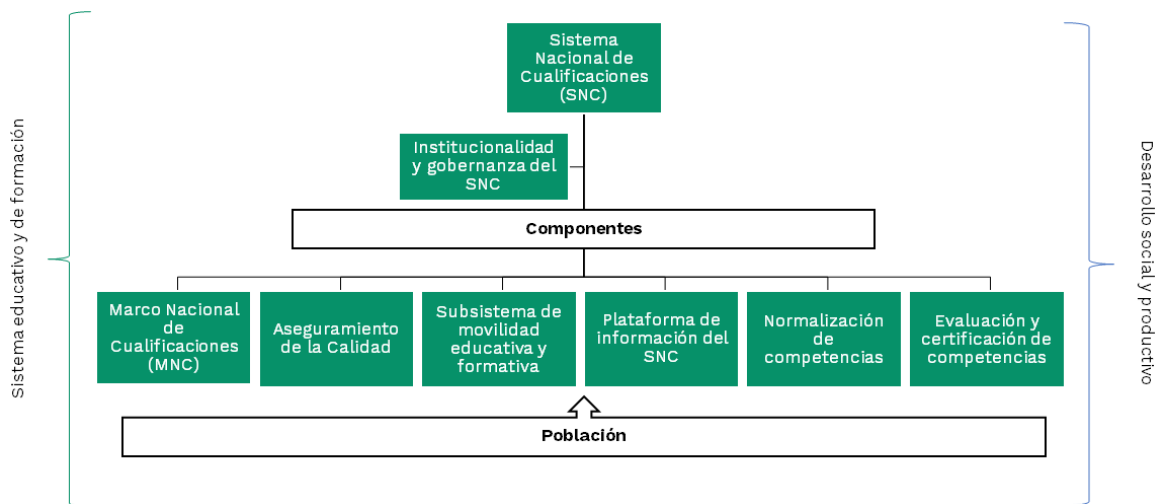 Sistema
Nacional de
Cualificaciones
(SNC)
Institucionalidad
y gobernanza del
SNC
Componentes
Marco Nacional
de
Cualificaciones
(MNC)
Aseguramiento
de la Calidad
Subsistema de
movilidad
educativa y
formativa
Plataforma de
información del
SNC
Normalización
de
competencias
Evaluación y
certificación de
competencias
Población
Sistema educativo y de formación
Desarrollo social y productivo